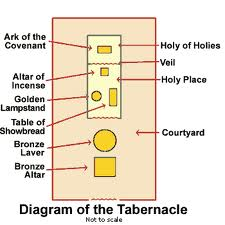 Ark of the
Covenant
Holy of Holies
Veil
Altar of
Incense
Holy Place
Golden
Lampstand
Table of
Showbread
Courtyard
Bronze
Laver
Bronze
Altar
Diagram of the Tabernacle
Not to scale